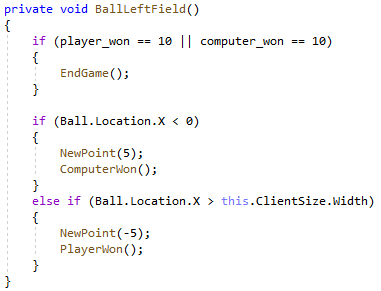 private void BallLeftField()
{
    if (player_won == 10 || computer_won == 10)
    {
        EndGame();
    }

    if (Ball.Location.X < 0)
    {
        NewPoint(5);
        ComputerWon();
    }
    else if (Ball.Location.X > this.ClientSize.Width)
    {
        NewPoint(-5);
        PlayerWon();
    }
}